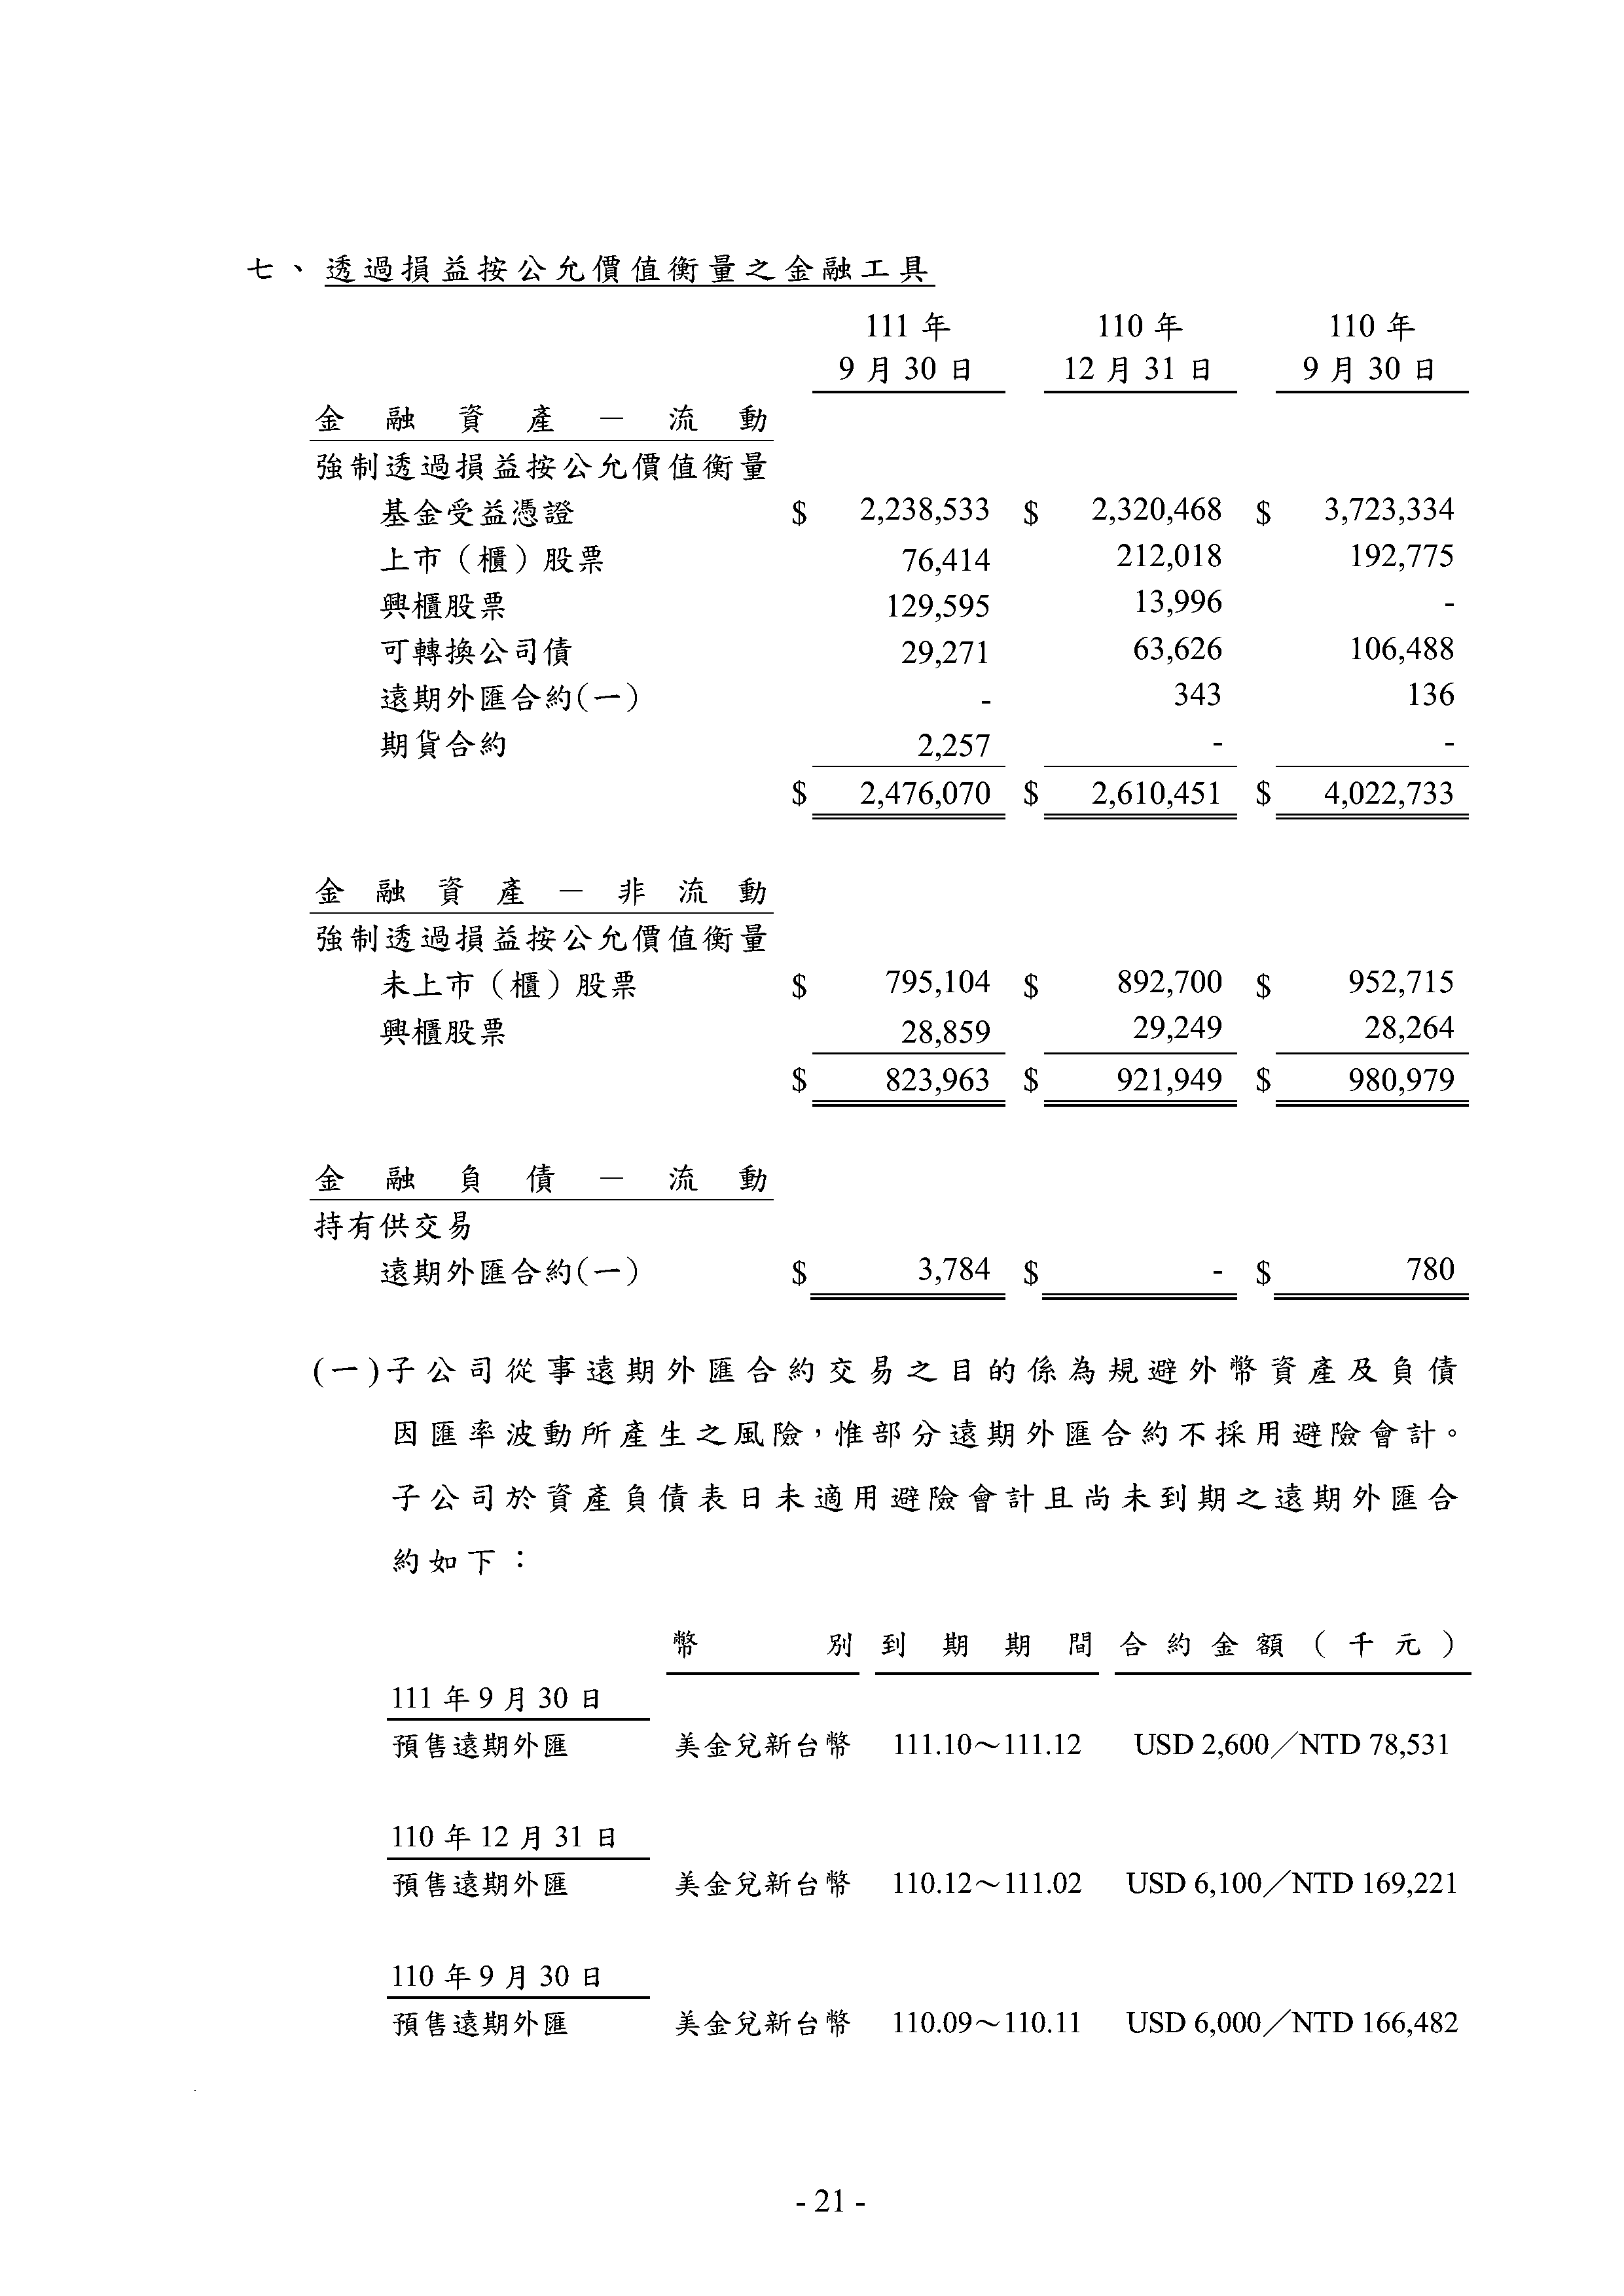 七、透過損益按公允價值衡量之金融工具
111 年 110 年 110 年
9 月 30 日 12 月 31 日 9 月 30 日
金融資產－流動
強制透過損益按公允價值衡量
基金受益憑證 $ 2,238,533 $ 2,320,468 $ 3,723,334
上市（櫃）股票 76,414 212,018 192,775
興櫃股票 129,595 13,996 -
可轉換公司債 29,271 63,626 106,488
遠期外匯合約(一) - 343 136
期貨合約 2,257 - -
$ 2,476,070 $ 2,610,451 $ 4,022,733
金融資產－非流動
強制透過損益按公允價值衡量
未上市（櫃）股票 $ 795,104 $ 892,700 $ 952,715
興櫃股票 28,859 29,249 28,264
$ 823,963 $ 921,949 $ 980,979
金融負債－流動
持有供交易
遠期外匯合約(一) $ 3,784 $ - $ 780
(一)子公司從事遠期外匯合約交易之目的係為規避外幣資產及負債
因匯率波動所產生之風險，惟部分遠期外匯合約不採用避險會計。
子公司於資產負債表日未適用避險會計且尚未到期之遠期外匯合
約如下：
幣別 到期期間 合約金額（千元）
111 年 9 月 30 日
預售遠期外匯 美金兌新台幣 111.10～111.12 USD 2,600／NTD 78,531
110 年 12 月 31 日
預售遠期外匯 美金兌新台幣 110.12～111.02 USD 6,100／NTD 169,221
110 年 9 月 30 日
預售遠期外匯 美金兌新台幣 110.09～110.11 USD 6,000／NTD 166,482
- 21 -